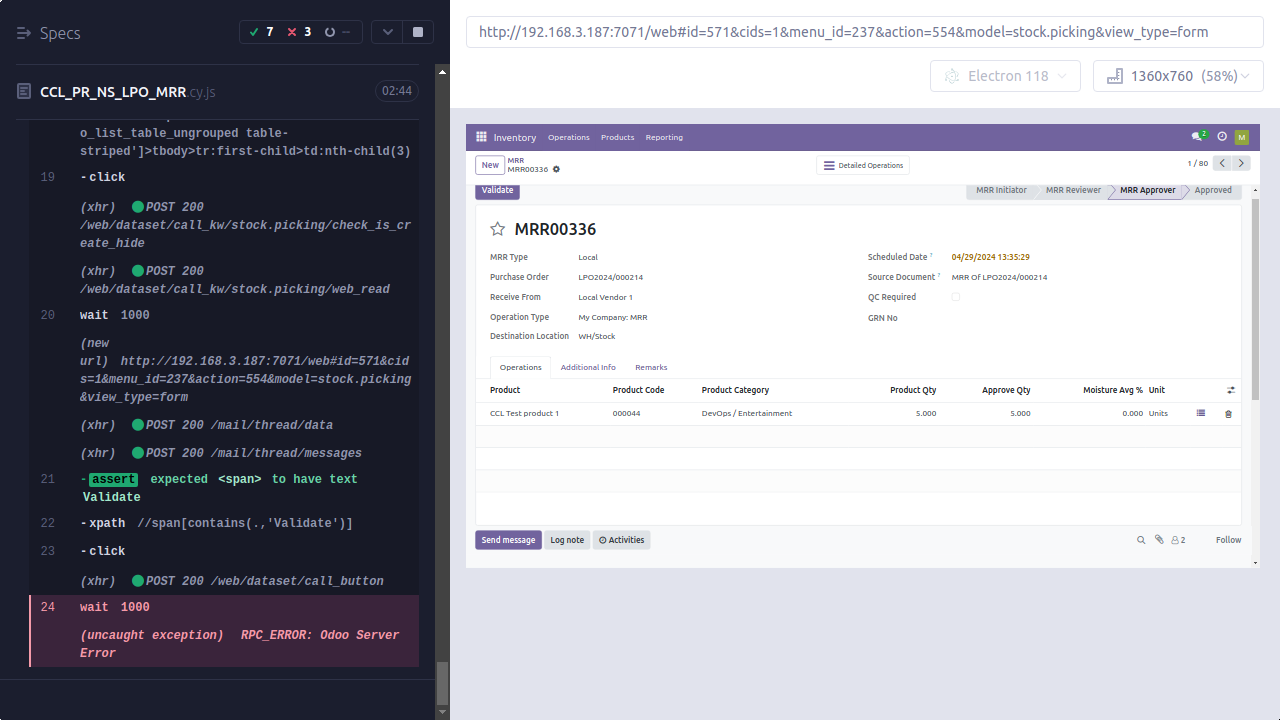 Specs
7 3 --
CCL_PR_NS_LPO_MRR.cy.js 02:44
o_list_table_ungrouped table-
striped']>tbody>tr:first-child>td:nth-child(3)
19 -click
(xhr) POST 200
/web/dataset/call_kw/stock.picking/check_is_cr
eate_hide
(xhr) POST 200
/web/dataset/call_kw/stock.picking/web_read
20 wait 1000
(new
url) http://192.168.3.187:7071/web#id=571&cid
s=1&menu_id=237&action=554&model=stock.picking
&view_type=form
(xhr) POST 200 /mail/thread/data
(xhr) POST 200 /mail/thread/messages
21 -assert expected <span> to have text
Validate
22 -xpath //span[contains(.,'Validate')]
23 -click
(xhr) POST 200 /web/dataset/call_button
24 wait 1000
(uncaught exception) RPC_ERROR: Odoo Server
Error
http://192.168.3.187:7071/web#id=571&cids=1&menu_id=237&action=554&model=stock.picking&view_type=form
Electron 118
1360x760 (58%)
Inventory Operations Products Reporting 2 M
New MRR
MRR00336
Detailed Operations
1 / 80
Validate
MRR Initiator MRR Reviewer MRR Approver Approved
MRR00336
MRR Type Local
Scheduled Date ? 04/29/2024 13:35:29
Purchase Order LPO2024/000214
Source Document ? MRR Of LPO2024/000214
Receive From Local Vendor 1
QC Required
Operation Type My Company: MRR
GRN No
Destination Location WH/Stock
Operations Additional Info Remarks
Product Product Code Product Category Product Qty Approve Qty Moisture Avg % Unit
CCL Test product 1 000044 DevOps / Entertainment 5.000 5.000 0.000 Units
Send message Log note Activities
2 Follow